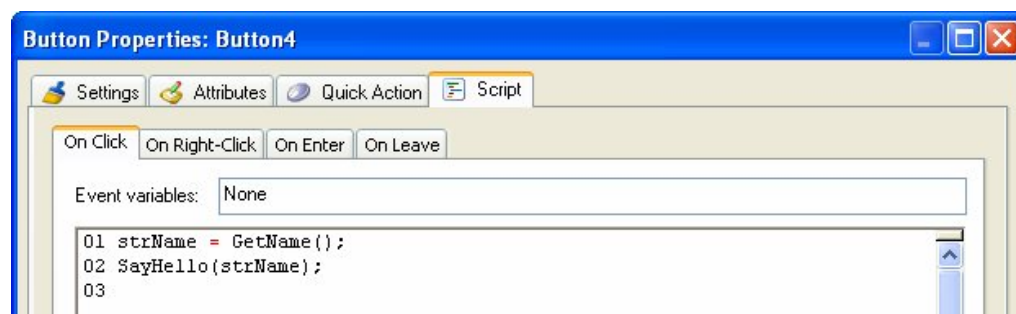 Button Properties: Button4
Settings Attributes Quick Action Script
On Click On Right-Click On Enter On Leave
Event variables: None
01 strName = GetName();
02 SayHello(strName);
03